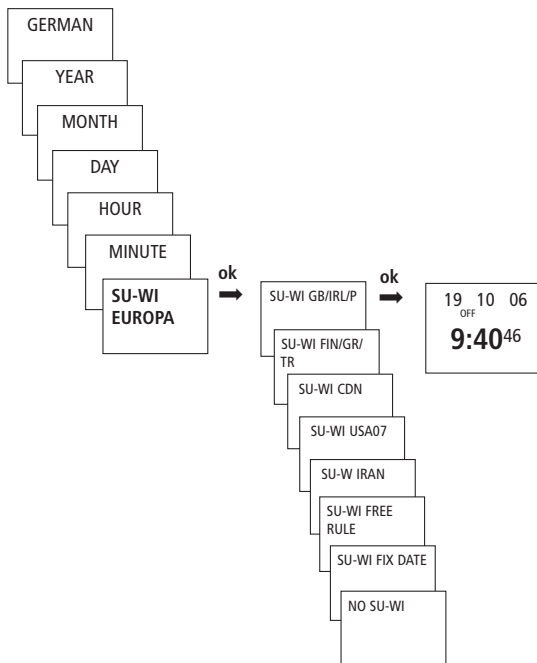 GERMAN
YEAR
MONTH
DAY
HOUR
MINUTE
SU-WI
EUROPA
ok
SU-WI GB/IRL/P
SU-WI FIN/GR/
TR
SU-WI CDN
SU-WI USA07
SU-W IRAN
SU-WI FREE
RULE
SU-WI FIX DATE
NO SU-WI
ok
19 10 06
OFF
9:40 46